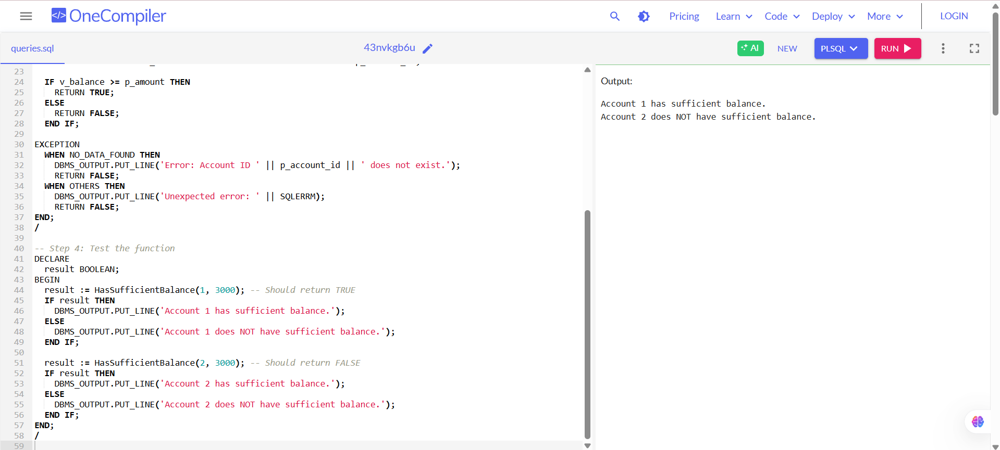 OneCompiler
Pricing
Learn
Code
Deploy
More
LOGIN
queries.sql
43nvkgb6u
AI
NEW
PLSQL
RUN
23
24 IF v_balance >= p_amount THEN
25 RETURN TRUE;
26 ELSE
27 RETURN FALSE;
28 END IF;
29
30 EXCEPTION
31 WHEN NO_DATA_FOUND THEN
32 DBMS_OUTPUT.PUT_LINE('Error: Account ID ' || p_account_id || ' does not exist.');
33 RETURN FALSE;
34 WHEN OTHERS THEN
35 DBMS_OUTPUT.PUT_LINE('Unexpected error: ' || SQLERRM);
36 RETURN FALSE;
37 END;
38 /
39
40 -- Step 4: Test the function
41 DECLARE
42 result BOOLEAN;
43 BEGIN
44 result := HasSufficientBalance(1, 3000); -- Should return TRUE
45 IF result THEN
46 DBMS_OUTPUT.PUT_LINE('Account 1 has sufficient balance.');
47 ELSE
48 DBMS_OUTPUT.PUT_LINE('Account 1 does NOT have sufficient balance.');
49 END IF;
50
51 result := HasSufficientBalance(2, 3000); -- Should return FALSE
52 IF result THEN
53 DBMS_OUTPUT.PUT_LINE('Account 2 has sufficient balance.');
54 ELSE
55 DBMS_OUTPUT.PUT_LINE('Account 2 does NOT have sufficient balance.');
56 END IF;
57 END;
58 /
59
Output:
Account 1 has sufficient balance.
Account 2 does NOT have sufficient balance.